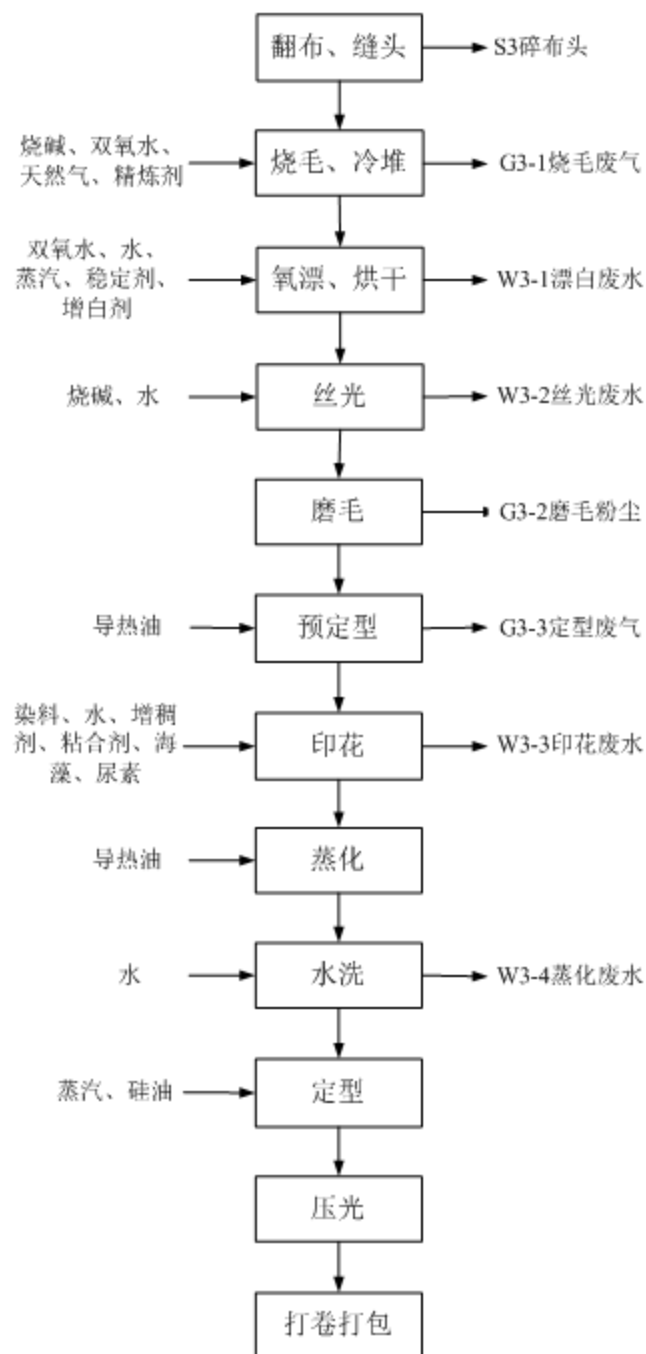 翻布、缝头
S3碎布头
烧碱、双氧水、
天然气、精炼剂
烧毛、冷堆
G3-1烧毛废气
双氧水、水、
蒸汽、稳定剂、
增白剂
氧漂、烘干
W3-1漂白废水
烧碱、水
丝光
W3-2丝光废水
磨毛
G3-2磨毛粉尘
导热油
预定型
G3-3定型废气
染料、水、增稠
剂、粘合剂、海
藻、尿素
印花
W3-3印花废水
导热油
蒸化
水
水洗
W3-4蒸化废水
蒸汽、硅油
定型
压光
打卷打包